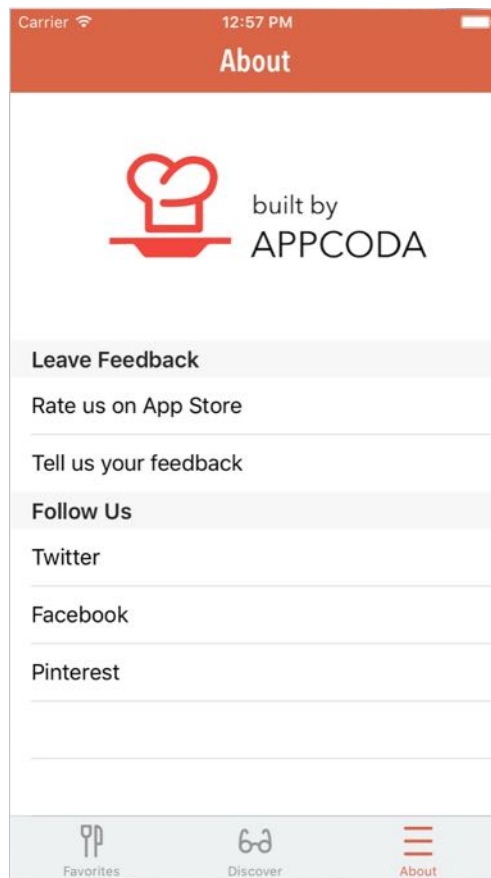 Carrier 12:57 PM
About
built by
APPCODA
Leave Feedback
Rate us on App Store
Tell us your feedback
Follow Us
Twitter
Facebook
Pinterest
Favorites Discover About